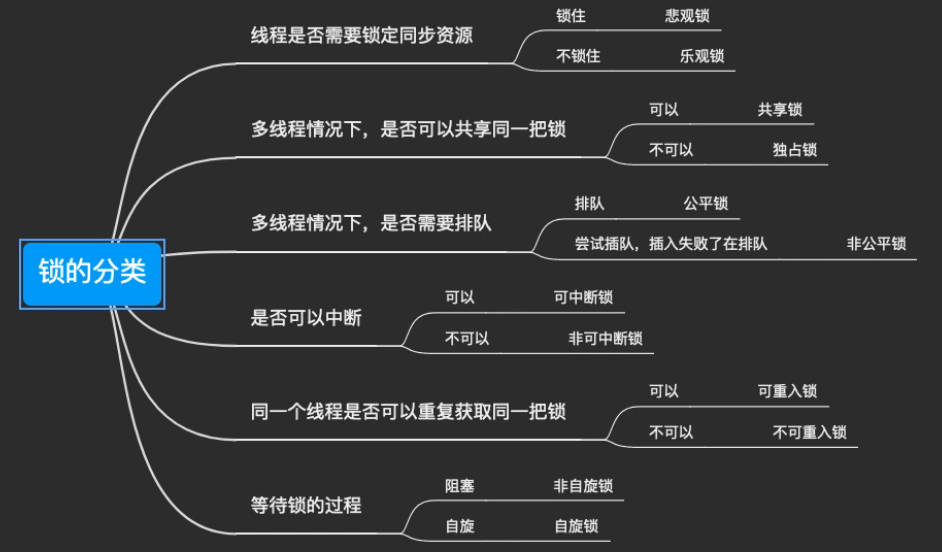 锁的分类
线程是否需要锁定同步资源
锁住 悲观锁
不锁住 乐观锁
多线程情况下，是否可以共享同一把锁
可以 共享锁
不可以 独占锁
多线程情况下，是否需要排队
排队 公平锁
尝试插队，插入失败了在排队 非公平锁
是否可以中断
可以 可中断锁
不可以 非可中断锁
同一个线程是否可以重复获取同一把锁
可以 可重入锁
不可以 不可重入锁
等待锁的过程
阻塞 非自旋锁
自旋 自旋锁